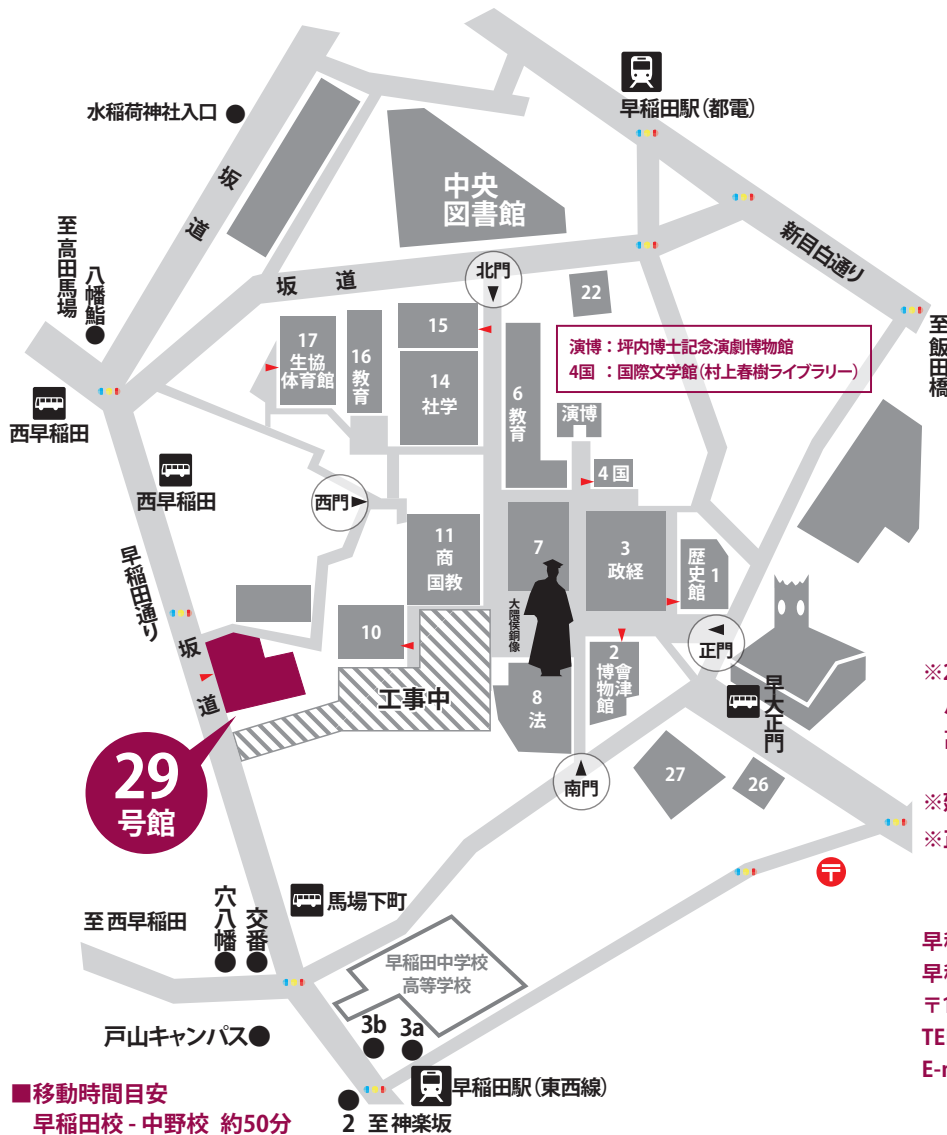 早稲田駅（都電）
水稲荷神社入口
坂道
中央
図書館
新目白通り
至高田馬場
八幡鮨
坂道
北門
22
至飯田橋
17
生協
体育館
16
教育
15
14
社学
6
教育
演博：坪内博士記念演劇博物館
4国 ：国際文学館（村上春樹ライブラリー）
演博
4 国
西早稲田
西早稲田
西門
11
商
国教
7
3
政経
1
歴史館
早稲田通り
坂道
10
大隈侯銅像
正門
2
會津
博物館
工事中
8
法
早大正門
29
号館
南門
27
26
〒
馬場下町
至 西早稲田
穴八幡
交番
早稲田中学校
高等学校
戸山キャンパス
3b
3a
早稲田駅（東西線）
2 至 神楽坂
■移動時間目安
早稲田校 - 中野校 約50分
※2
※
※
早稲
早稲
〒1
TE
E-m